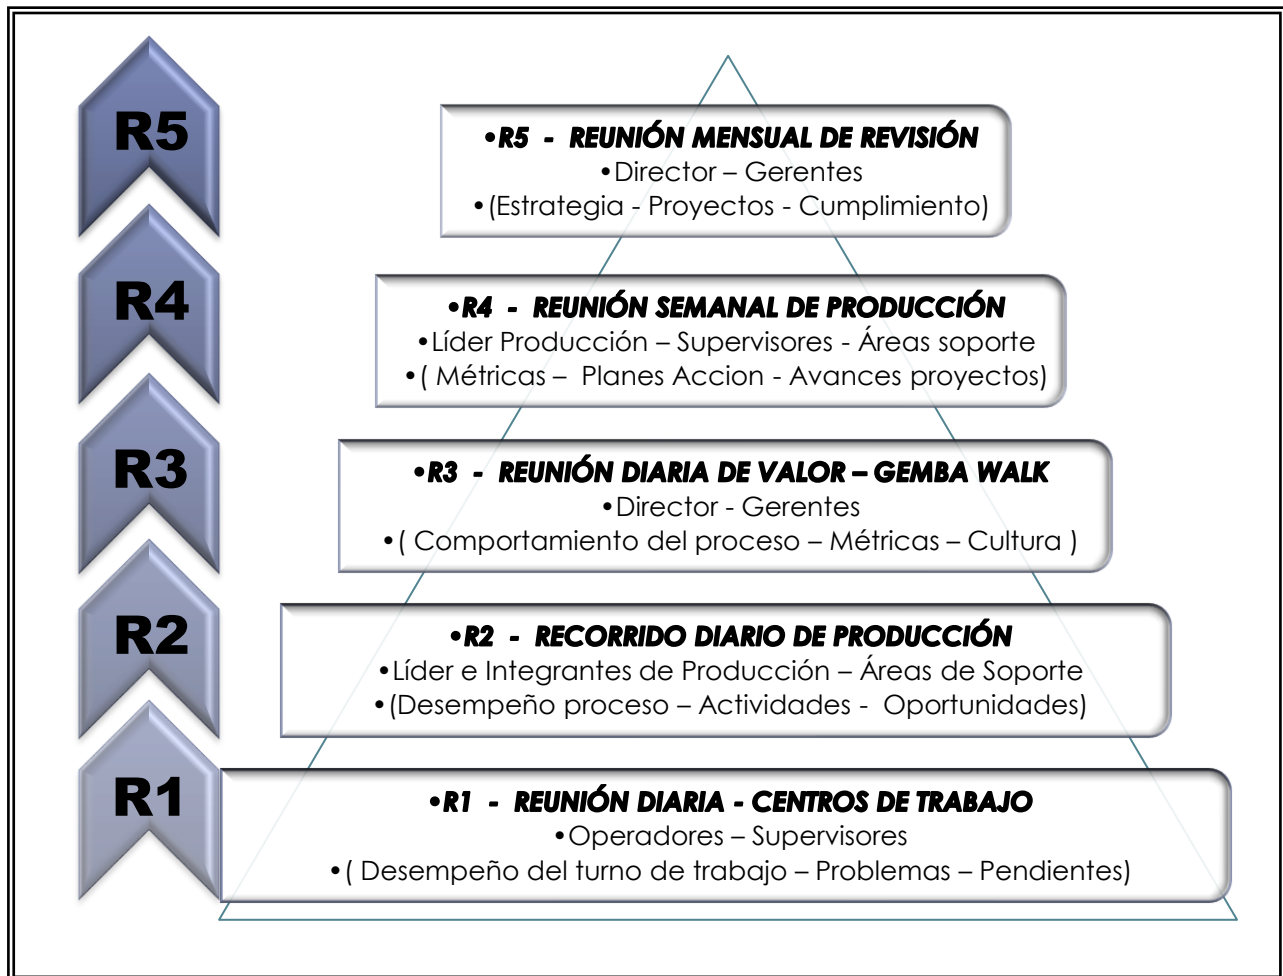 R5
•R5 - REUNIÓN MENSUAL DE REVISIÓN
•Director – Gerentes
•(Estrategia - Proyectos - Cumplimiento)
R4
•R4 - REUNIÓN SEMANAL DE PRODUCCIÓN
•Líder Producción – Supervisores - Áreas soporte
•( Métricas – Planes Accion - Avances proyectos)
R3
•R3 - REUNIÓN DIARIA DE VALOR – GEMBA WALK
•Director - Gerentes
•( Comportamiento del proceso – Métricas – Cultura )
R2
•R2 - RECORRIDO DIARIO DE PRODUCCIÓN
•Líder e Integrantes de Producción – Áreas de Soporte
•(Desempeño proceso – Actividades - Oportunidades)
R1
•R1 - REUNIÓN DIARIA - CENTROS DE TRABAJO
•Operadores – Supervisores
•( Desempeño del turno de trabajo – Problemas – Pendientes)